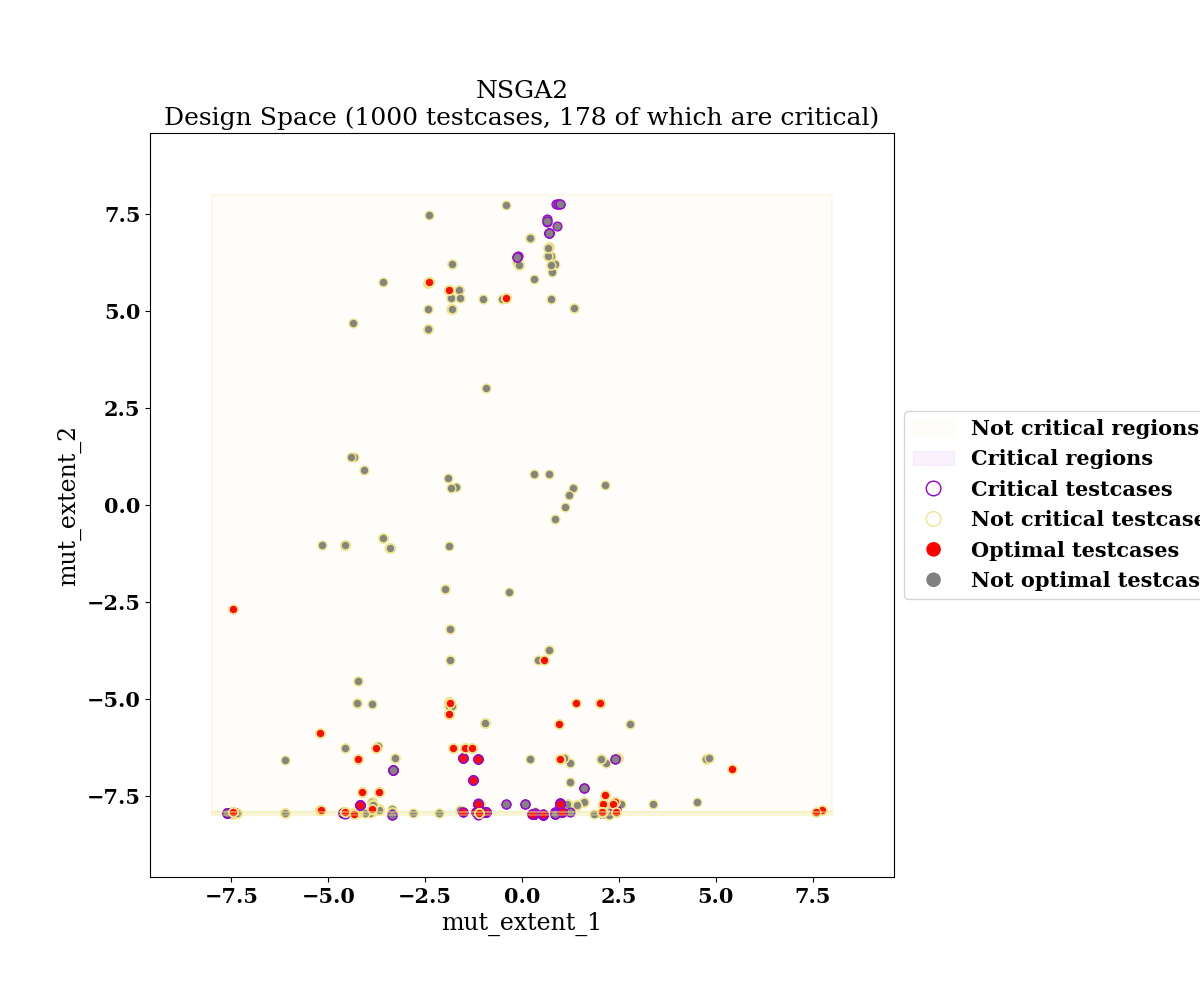 NSGA2
Design Space (1000 testcases, 178 of which are critical)
7.5
5.0
2.5
0.0
−2.5
−5.0
−7.5
mut_extent_2
−7.5 −5.0 −2.5 0.0 2.5 5.0 7.5
mut_extent_1
Not critical regions
Critical regions
Critical testcases
Not critical testcase
Optimal testcases
Not optimal testcas